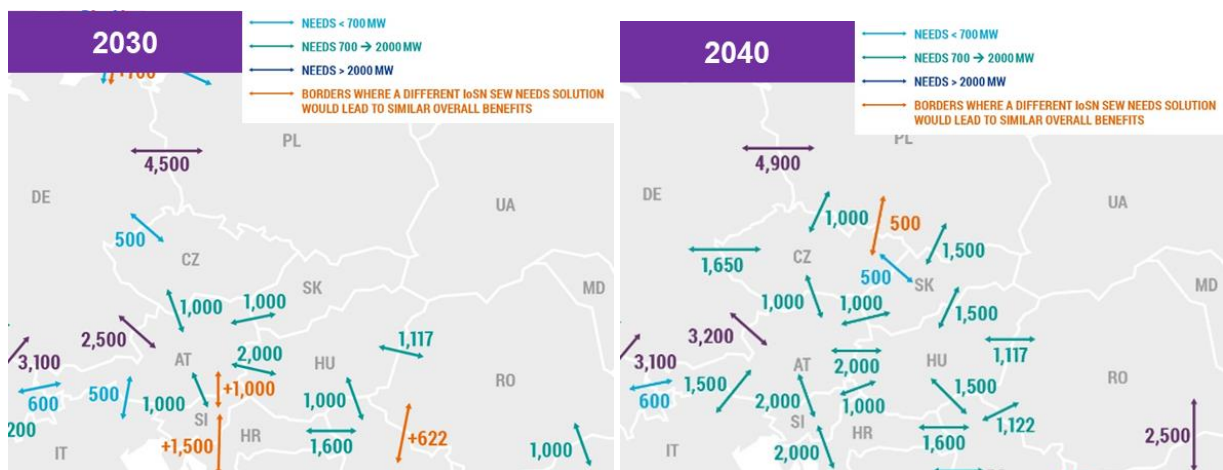 2030
NEEDS < 700 MW
NEEDS 700 → 2000 MW
NEEDS > 2000 MW
BORDERS WHERE A DIFFERENT IoSN SEW NEEDS SOLUTION
WOULD LEAD TO SIMILAR OVERALL BENEFITS
+700
PL
4,500
DE
UA
500
CZ
SK
MD
1,000
1,000
2,500
1,117
3,100
AT
2,000
HU
RO
600
500
+1,000
1,000
1,000
200
SI
HR
1,600
+622
IT
+1,500
1,000
2040
NEEDS < 700 MW
NEEDS 700 → 2000 MW
NEEDS > 2000 MW
BORDERS WHERE A DIFFERENT IoSN SEW NEEDS SOLUTION
WOULD LEAD TO SIMILAR OVERALL BENEFITS
PL
4,900
DE
UA
1,000
500
1,500
1,650
CZ
500
SK
MD
1,000
1,000
1,500
3,200
1,117
3,100
AT
2,000
HU
RO
600
1,500
2,000
1,000
1,500
SI
HR
1,600
1,122
IT
2,000
2,500